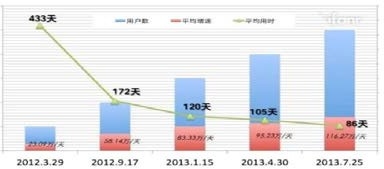 用户数 平均增速 平均用时
433天
172天
120天
105天
86天
23.09万/天
58.14万/天
83.33万/天
95.23万/天
116.27万/天
2012.3.29 2012.9.17 2013.1.15 2013.4.30 2013.7.25